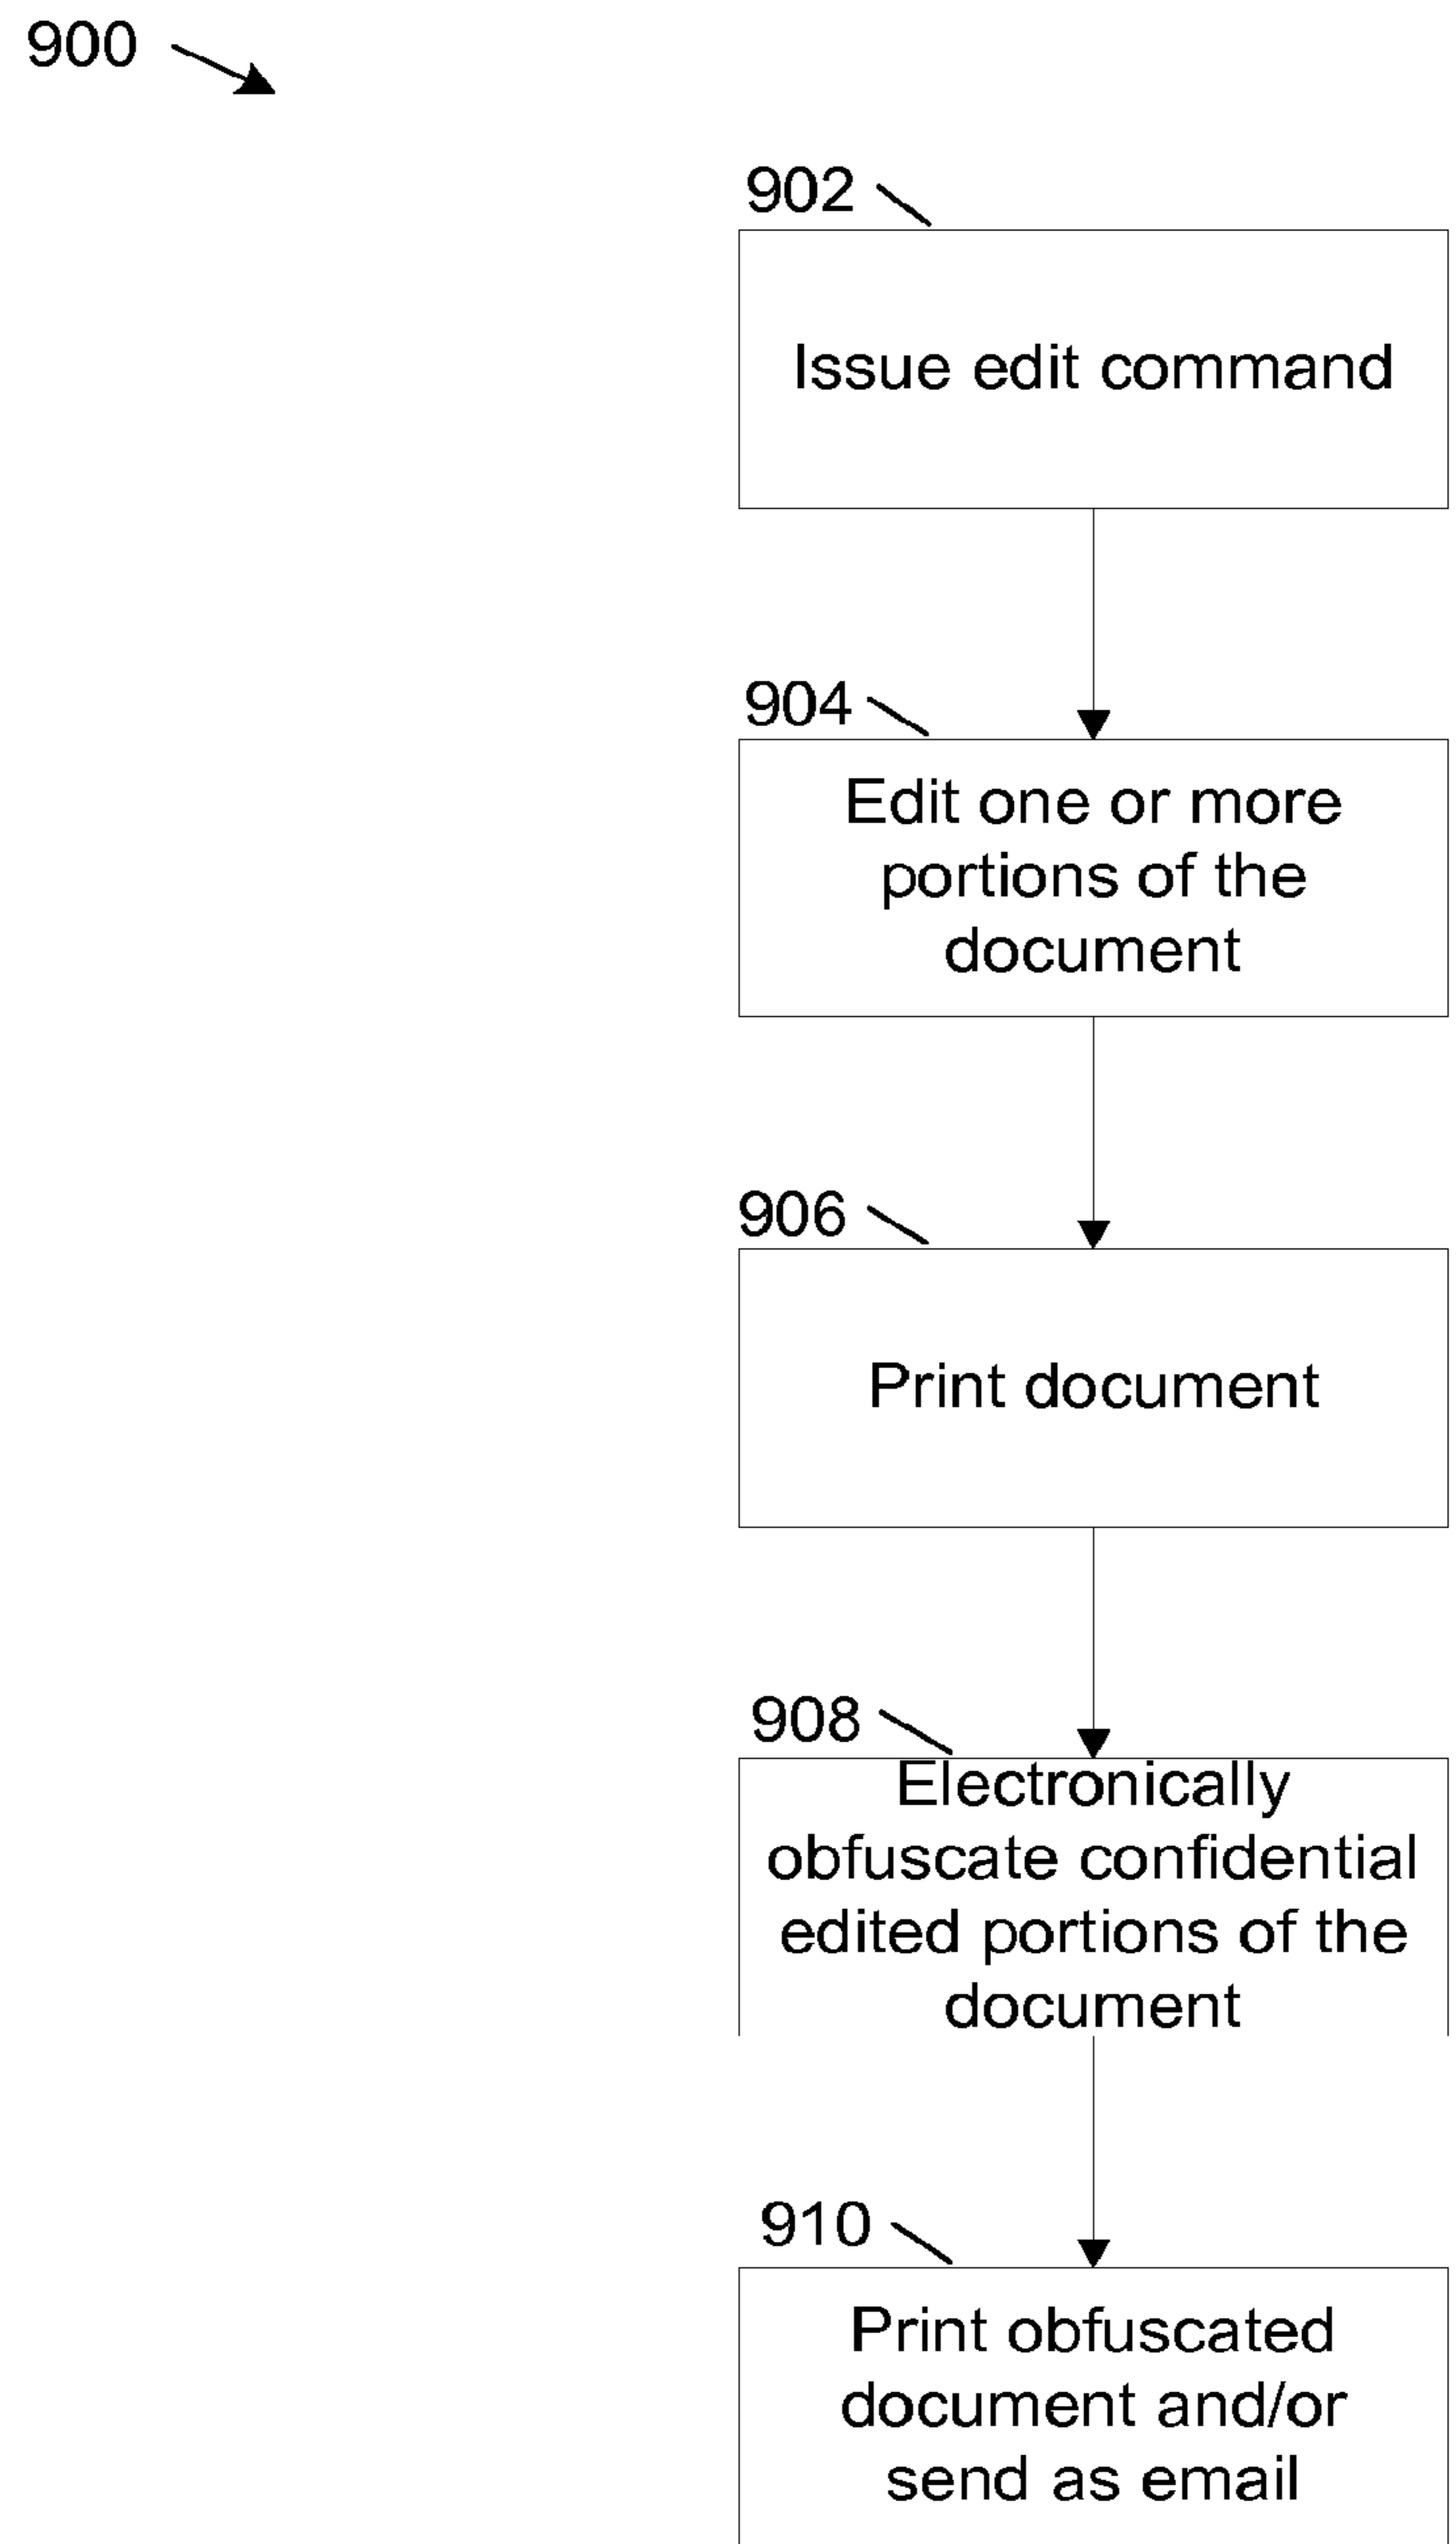 900
902
Issue edit command
904
Edit one or more
portions of the
document
906
Print document
908
Electronically
obfuscate confidential
edited portions of the
document
910
Print obfuscated
document and/or
send as email